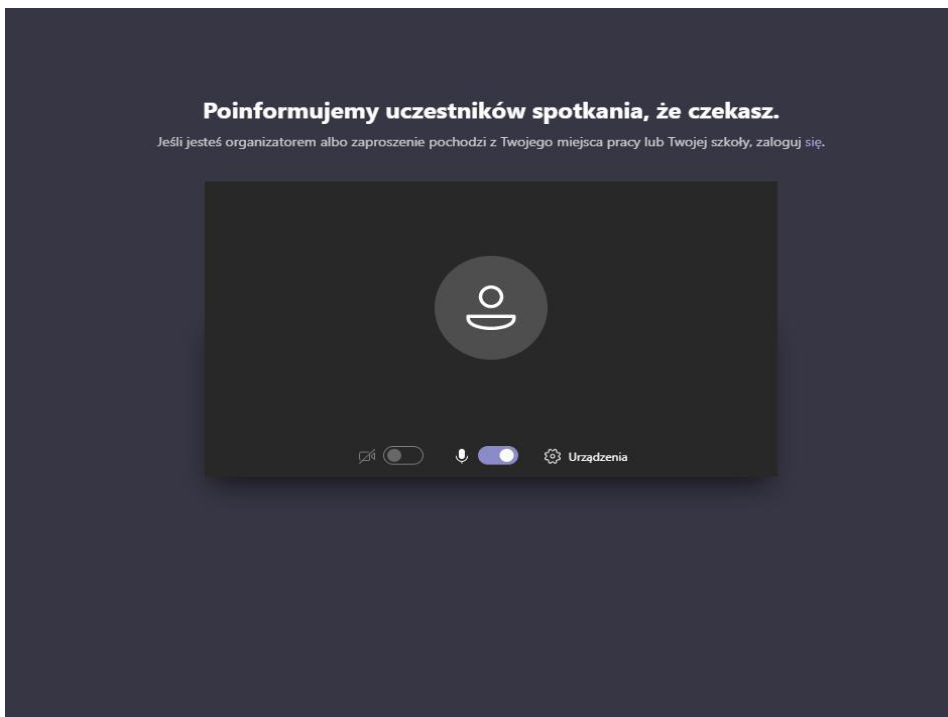 Poinformujemy uczestników spotkania, że czekasz.
Jeśli jesteś organizatorem albo zaproszenie pochodzi z Twojego miejsca pracy lub Twojej szkoły, zaloguj się.
Urządzenia